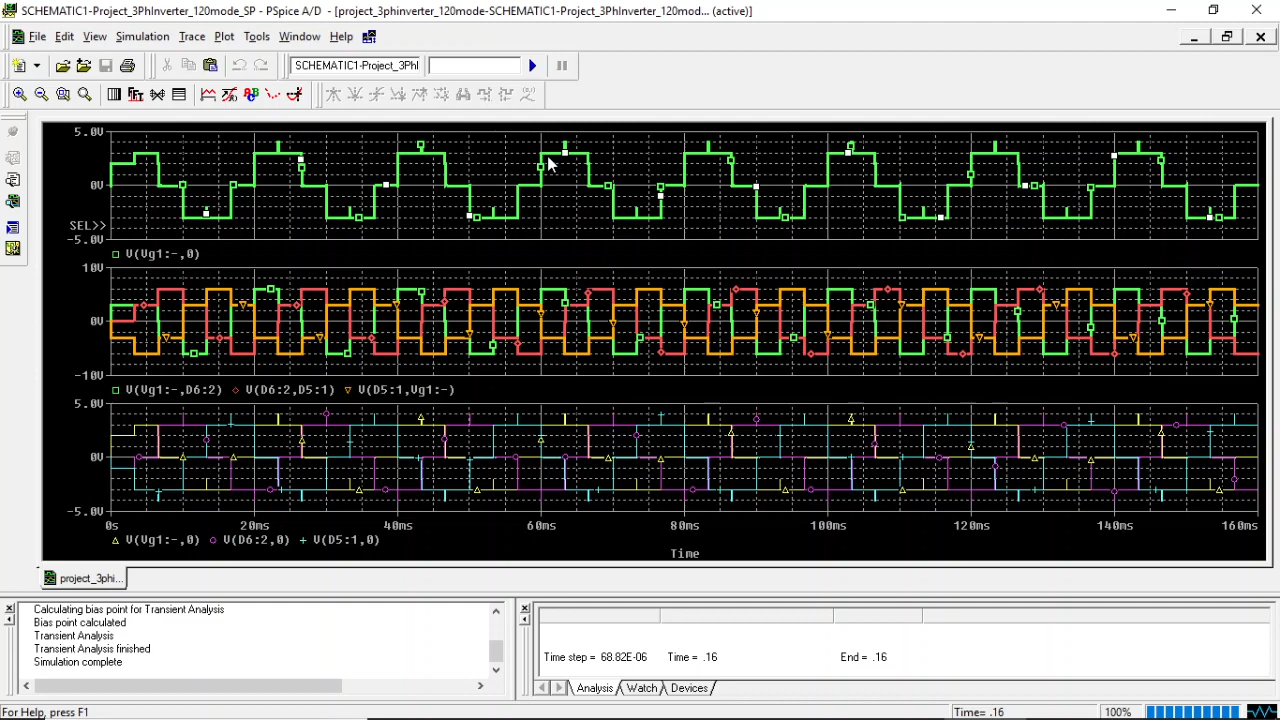 SCHEMATIC1-Project_3PhInverter_120mode_SP - PSpice A/D - [project_3phinverter_120mode-SCHEMATIC1-Project_3PhInverter_120mod... (active)]
File Edit View Simulation Trace Plot Tools Window Help
SCHEMATIC1-Project_3PhI
5.0V
0V
SEL>>
-5.0V
V(Vg1:-,0)
10V
0V
-10V
V(Vg1:-,D6:2) V(D6:2,D5:1) V(D5:1,Vg1:-)
5.0V
0V
-5.0V
0s 20ms 40ms 60ms 80ms 100ms 120ms 140ms 160ms
V(Vg1:-,0) V(D6:2,0) V(D5:1,0)
Time
project_3phi...
Calculating bias point for Transient Analysis
Bias point calculated
Transient Analysis
Transient Analysis finished
Simulation complete
Time step = 68.82E-06 Time = .16 End = .16
Analysis Watch Devices
For Help, press F1 Time= .16 100%